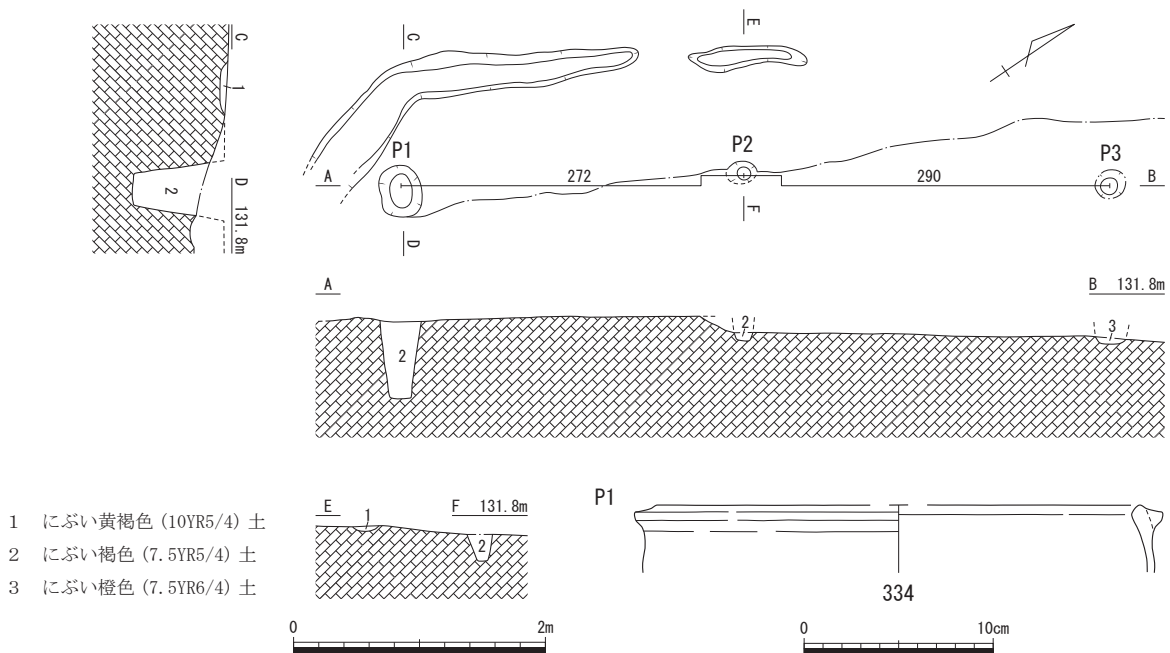 C
1
2
D 131.8m
C
E
P1
P2
P3
A
272
290
B
D
F
A
B 131.8m
2
2
3
E
F 131.8m
1
2
1 にぶい黄褐色 (10YR5/4) 土
2 にぶい褐色 (7.5YR5/4) 土
3 にぶい橙色 (7.5YR6/4) 土
P1
334
0 2m
0 10cm